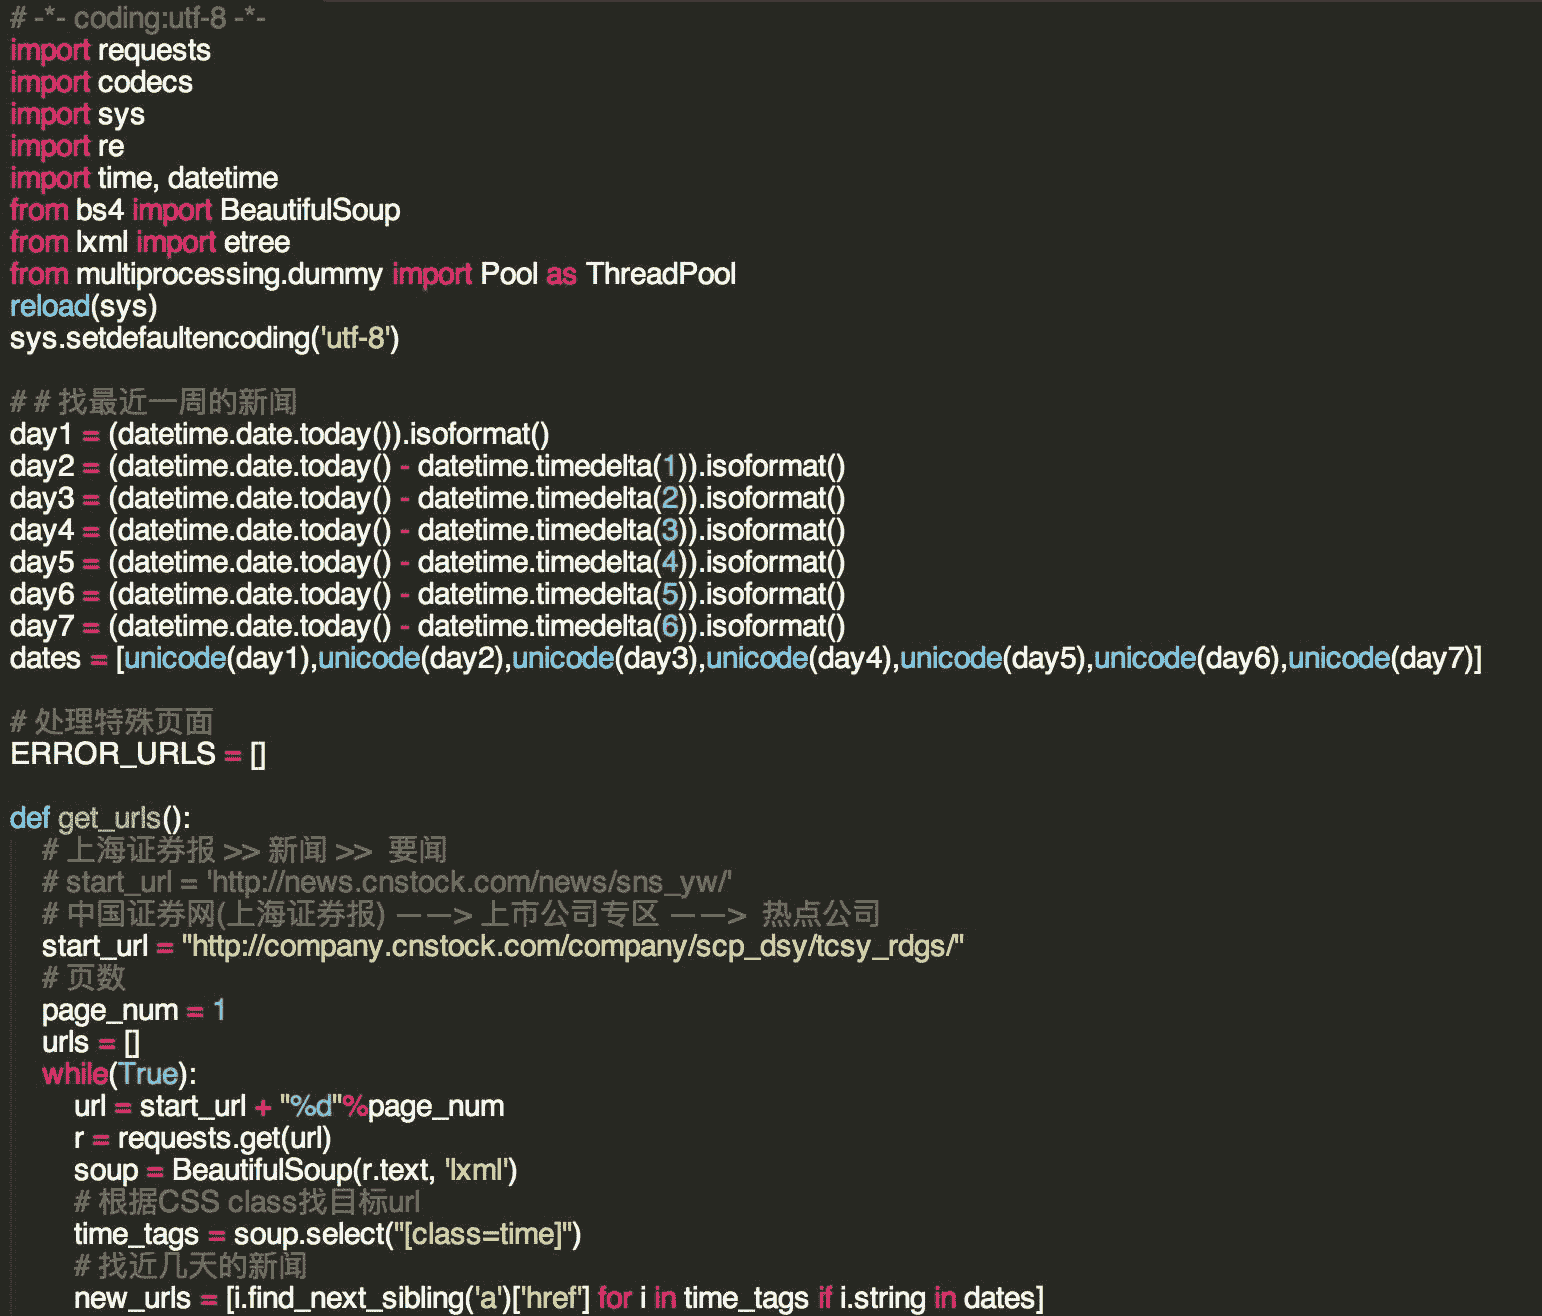 # -*- coding:utf-8 -*-
import requests
import codecs
import sys
import re
import time, datetime
from bs4 import BeautifulSoup
from lxml import etree
from multiprocessing.dummy import Pool as ThreadPool
reload(sys)
sys.setdefaultencoding('utf-8')

# # 找最近一周的新闻
day1 = (datetime.date.today()).isoformat()
day2 = (datetime.date.today() - datetime.timedelta(1)).isoformat()
day3 = (datetime.date.today() - datetime.timedelta(2)).isoformat()
day4 = (datetime.date.today() - datetime.timedelta(3)).isoformat()
day5 = (datetime.date.today() - datetime.timedelta(4)).isoformat()
day6 = (datetime.date.today() - datetime.timedelta(5)).isoformat()
day7 = (datetime.date.today() - datetime.timedelta(6)).isoformat()
dates = [unicode(day1),unicode(day2),unicode(day3),unicode(day4),unicode(day5),unicode(day6),unicode(day7)]

# 处理特殊页面
ERROR_URLS = []

def get_urls():
    # 上海证券报 >> 新闻 >>  要闻
    # start_url = 'http://news.cnstock.com/news/sns_yw/'
    # 中国证券网(上海证券报) ——> 上市公司专区 ——>  热点公司
    start_url = "http://company.cnstock.com/company/scp_dsy/tcsy_rdgs/"
    # 页数
    page_num = 1
    urls = []
    while(True):
        url = start_url + "%d"%page_num
        r = requests.get(url)
        soup = BeautifulSoup(r.text, 'lxml')
        # 根据CSS class找目标url
        time_tags = soup.select("[class=time]")
        # 找近几天的新闻
        new_urls = [i.find_next_sibling('a')['href'] for i in time_tags if i.string in dates]